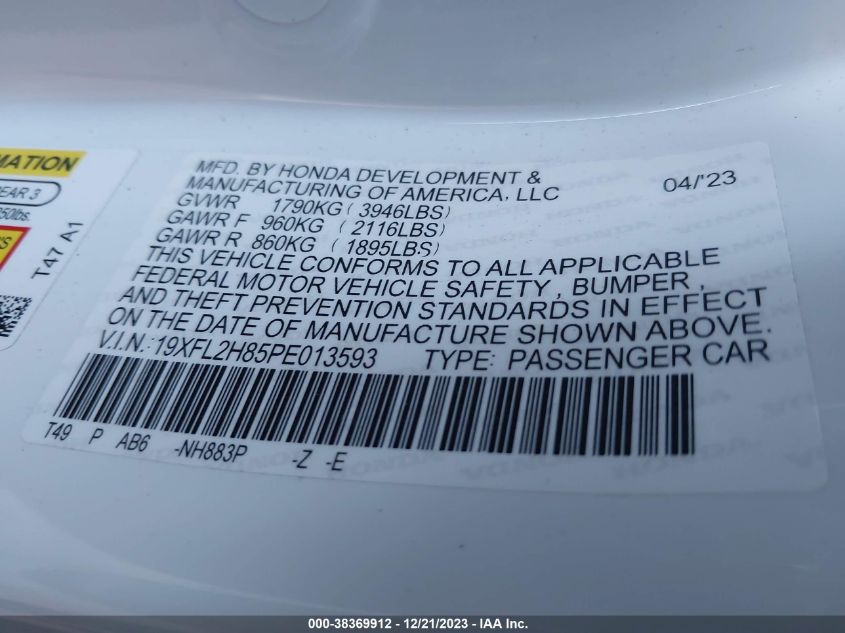 MFD. BY HONDA DEVELOPMENT &
MANUFACTURING OF AMERICA, LLC 04/'23
GVWR 1790KG ( 3946LBS)
GAWR F 960KG ( 2116LBS)
GAWR R 860KG ( 1895LBS)
THIS VEHICLE CONFORMS TO ALL APPLICABLE
FEDERAL MOTOR VEHICLE SAFETY , BUMPER ,
AND THEFT PREVENTION STANDARDS IN EFFECT
ON THE DATE OF MANUFACTURE SHOWN ABOVE.
V.I.N.: 19XFL2H85PE013593 TYPE: PASSENGER CAR
T49 P AB6 -NH883P -Z -E
EAR 3
T47 A1
000-38369912 - 12/21/2023 - IAA Inc.